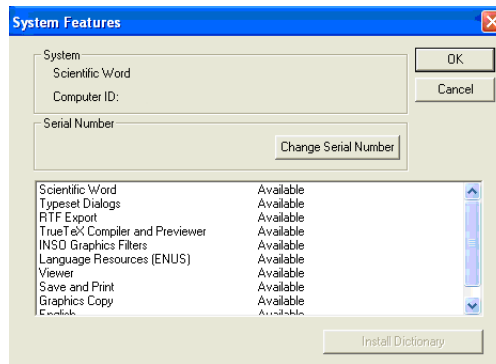 System Features
System
Scientific Word
Computer ID:
OK
Cancel
Serial Number
Change Serial Number
Scientific Word Available
Typeset Dialogs Available
RTF Export Available
TrueTeX Compiler and Previewer Available
INSO Graphics Filters Available
Language Resources (ENUS) Available
Viewer Available
Save and Print Available
Graphics Copy Available
English Available
Install Dictionary